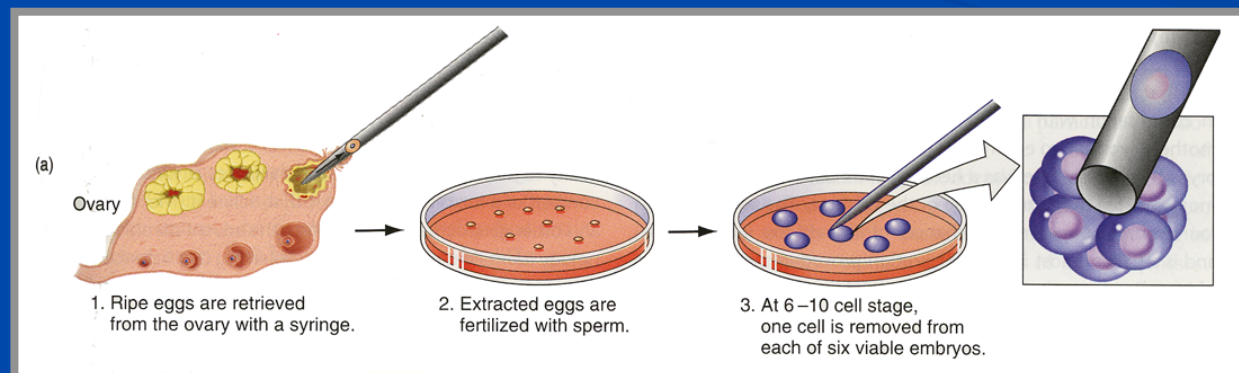 (a)
Ovary
1. Ripe eggs are retrieved
from the ovary with a syringe.
2. Extracted eggs are
fertilized with sperm.
3. At 6–10 cell stage,
one cell is removed from
each of six viable embryos.